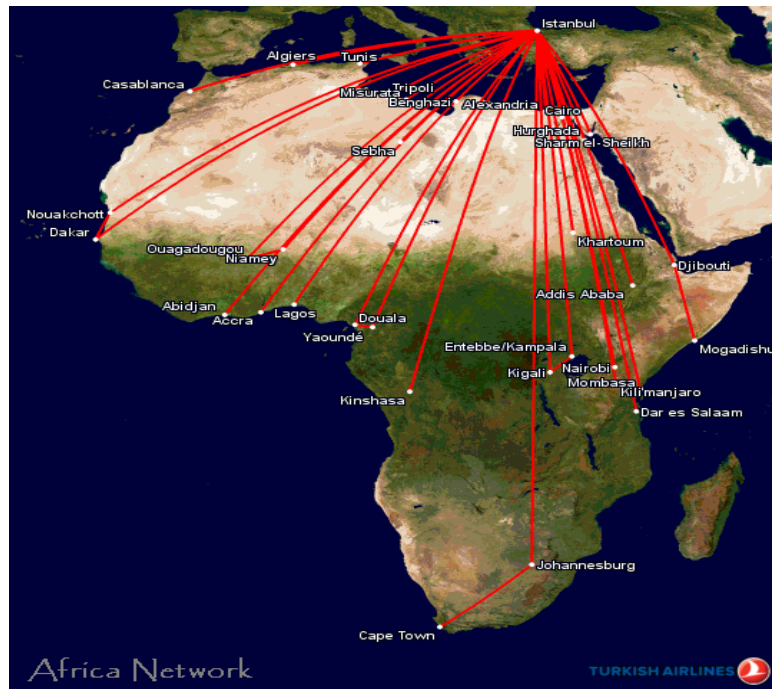 Istanbul
Algiers
Tunis
Casablanca
Tripoli
Misurata
Benghazi
Alexandria
Cairo
Hurghada
Sharm el-Sheikh
Sebha
Nouakchott
Dakar
Ouagadougou
Niamey
Khartoum
Djibouti
Addis Ababa
Abidjan
Accra
Lagos
Douala
Yaoundé
Entebbe/Kampala
Mogadishu
Kigali
Nairobi
Mombasa
Kilimanjaro
Kinshasa
Dar es Salaam
Johannesburg
Cape Town
Africa Network
TURKISH AIRLINES